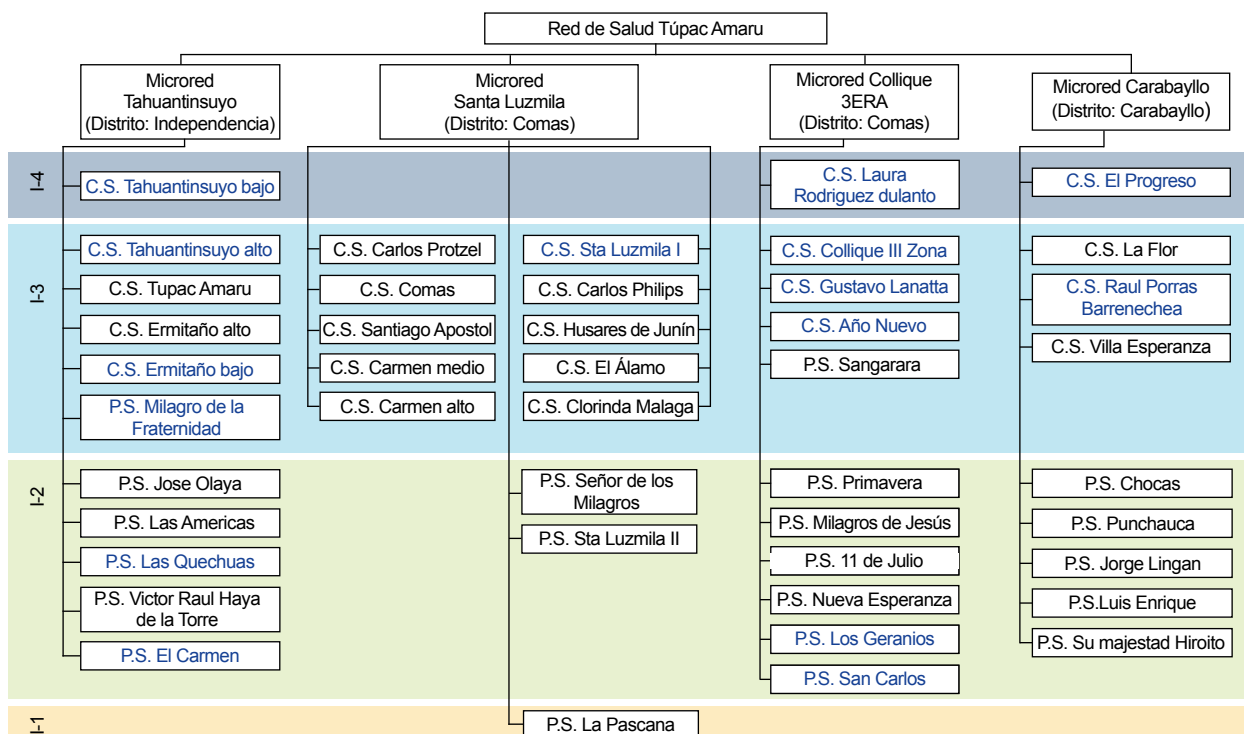 Red de Salud Túpac Amaru
Microred
Tahuantinsuyo
(Distrito: Independencia)
Microred
Santa Luzmila
(Distrito: Comas)
Microred Collique
3ERA
(Distrito: Comas)
Microred Carabayllo
(Distrito: Carabayllo)
I-4
C.S. Tahuantinsuyo bajo
C.S. Laura
Rodriguez dulanto
C.S. El Progreso
I-3
C.S. Tahuantinsuyo alto
C.S. Tupac Amaru
C.S. Ermitaño alto
C.S. Ermitaño bajo
P.S. Milagro de la
Fraternidad
C.S. Carlos Protzel
C.S. Comas
C.S. Santiago Apostol
C.S. Carmen medio
C.S. Carmen alto
C.S. Sta Luzmila I
C.S. Carlos Philips
C.S. Husares de Junín
C.S. El Álamo
C.S. Clorinda Malaga
C.S. Collique III Zona
C.S. Gustavo Lanatta
C.S. Año Nuevo
P.S. Sangarara
C.S. La Flor
C.S. Raul Porras
Barrenechea
C.S. Villa Esperanza
I-2
P.S. Jose Olaya
P.S. Las Americas
P.S. Las Quechuas
P.S. Victor Raul Haya
de la Torre
P.S. El Carmen
P.S. Señor de los
Milagros
P.S. Sta Luzmila II
P.S. Primavera
P.S. Milagros de Jesús
P.S. 11 de Julio
P.S. Nueva Esperanza
P.S. Los Geranios
P.S. San Carlos
P.S. Chocas
P.S. Punchauca
P.S. Jorge Lingan
P.S.Luis Enrique
P.S. Su majestad Hiroito
I-1
P.S. La Pascana